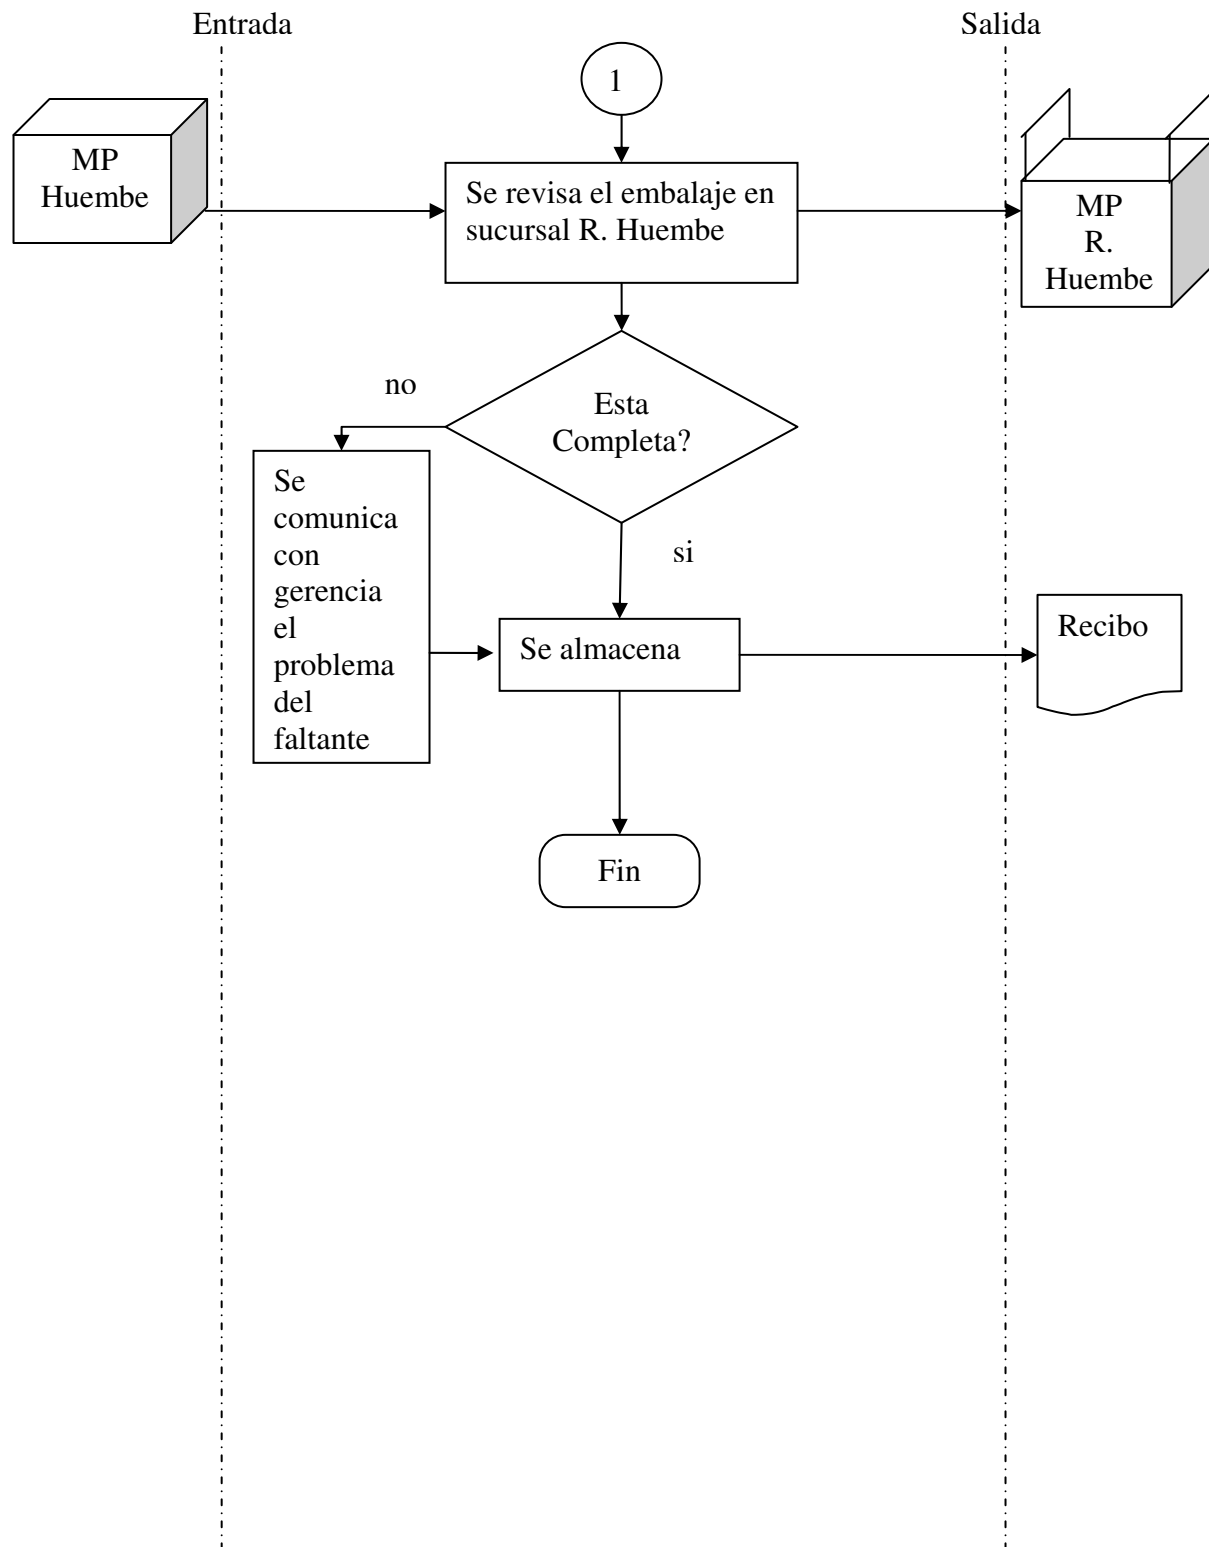 Entrada
Salida
1
MP
Huembe
Se revisa el embalaje en
sucursal R. Huembe
MP
R.
Huembe
no
Esta
Completa?
Se
comunica
con
gerencia
el
problema
del
faltante
si
Se almacena
Recibo
Fin